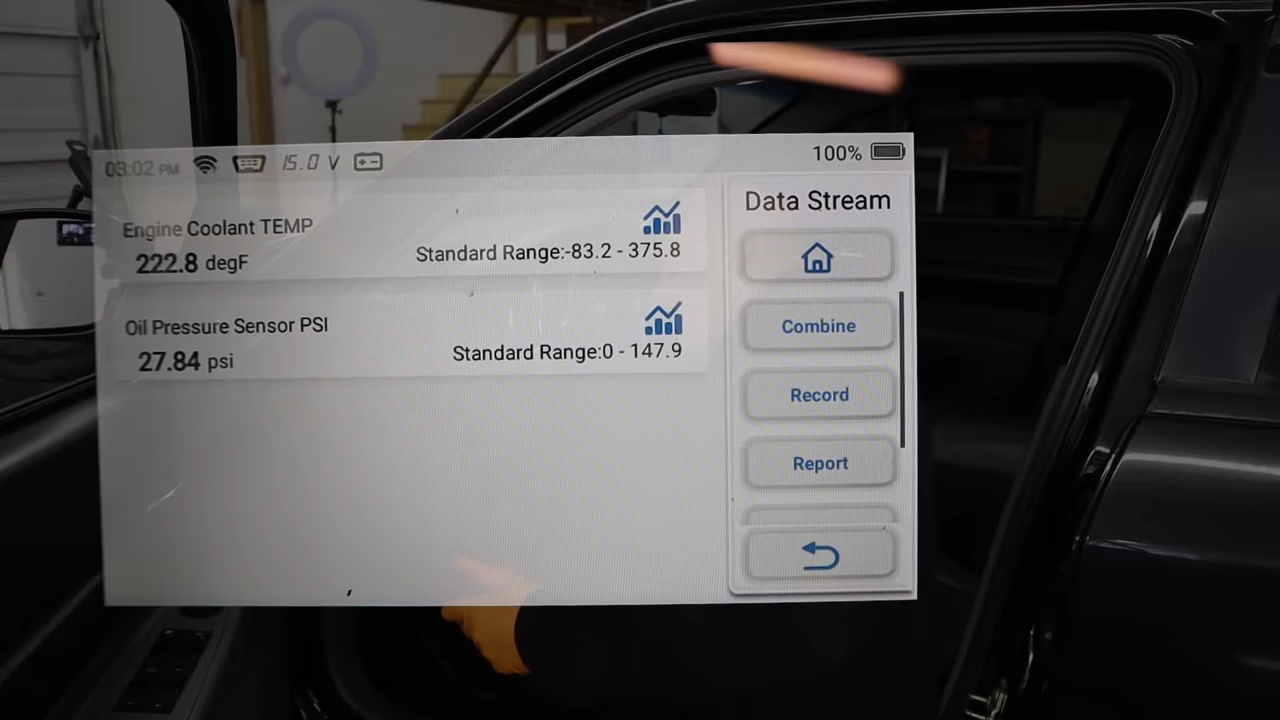 03:02 PM 15.0 V 100%
Engine Coolant TEMP
222.8 degF
Standard Range:-83.2 - 375.8
Oil Pressure Sensor PSI
27.84 psi
Standard Range:0 - 147.9
Data Stream
Combine
Record
Report